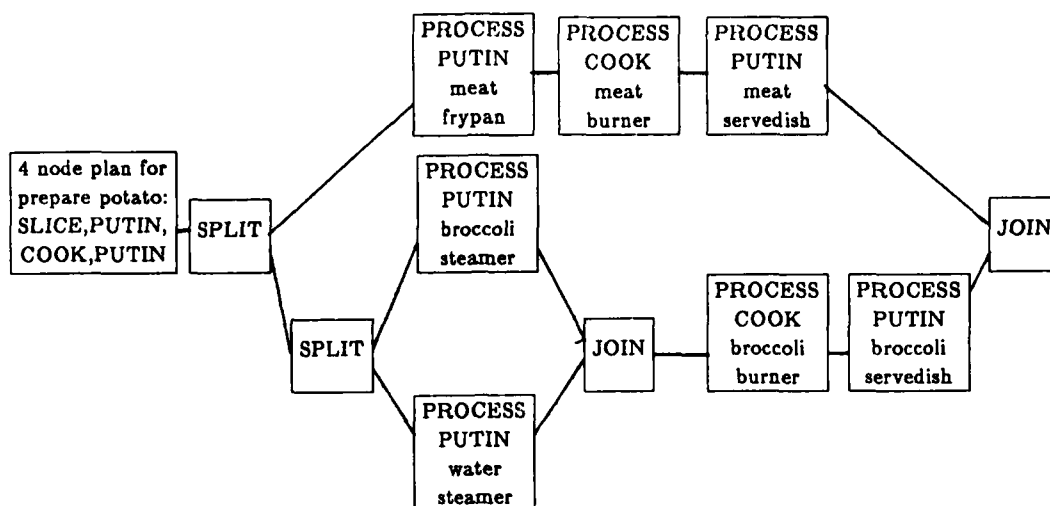 4 node plan for
prepare potato:
SLICE,PUTIN,
COOK,PUTIN
SPLIT
PROCESS
PUTIN
meat
frypan
PROCESS
COOK
meat
burner
PROCESS
PUTIN
meat
servedish
SPLIT
PROCESS
PUTIN
broccoli
steamer
PROCESS
PUTIN
water
steamer
JOIN
PROCESS
COOK
broccoli
burner
PROCESS
PUTIN
broccoli
servedish
JOIN